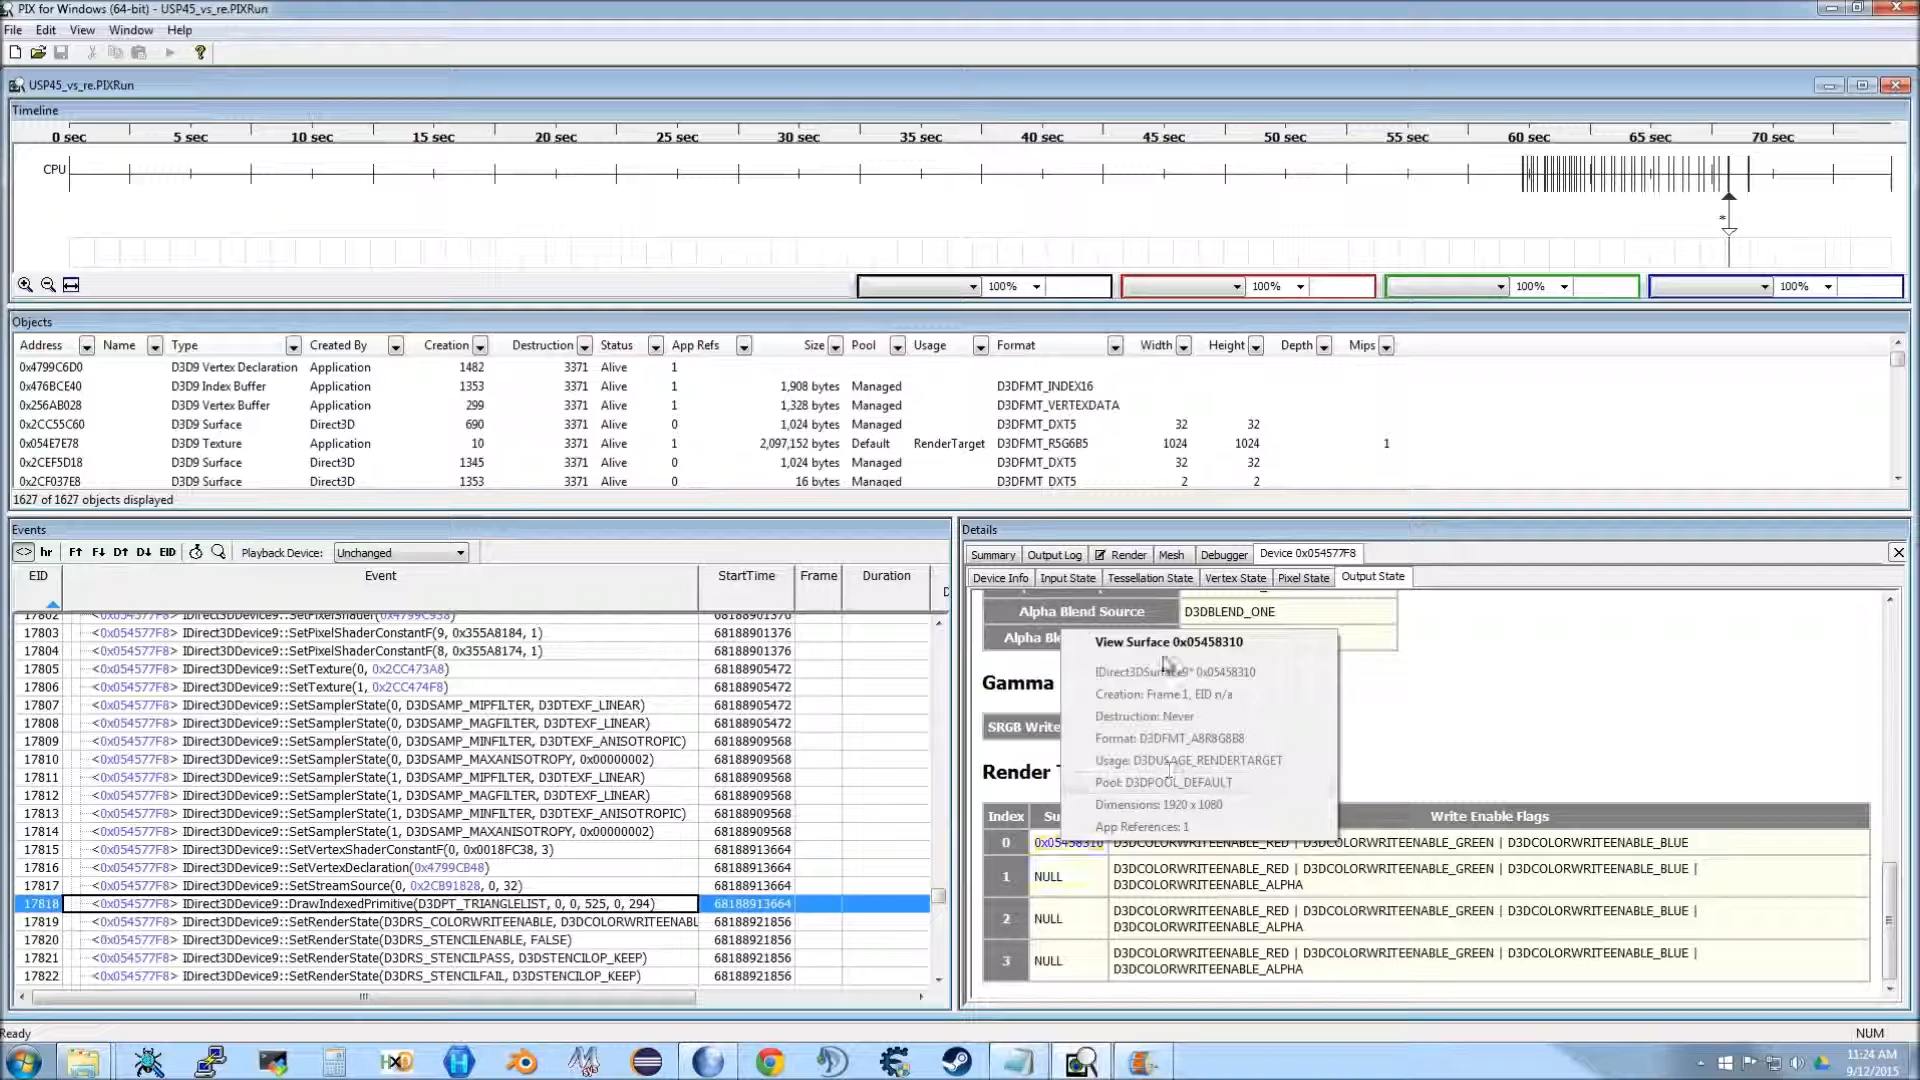 PIX for Windows (64-bit) - USP45_vs_re.PIXRun
File Edit View Window Help
USP45_vs_re.PIXRun
Timeline
0 sec 5 sec 10 sec 15 sec 20 sec 25 sec 30 sec 35 sec 40 sec 45 sec 50 sec 55 sec 60 sec 65 sec 70 sec
CPU
*
100% 100% 100% 100%
Objects
Address Name Type Created By Creation Destruction Status App Refs Size Pool Usage Format Width Height Depth Mips
0x4799C6D0 D3D9 Vertex Declaration Application 1482 3371 Alive 1
0x476BCE40 D3D9 Index Buffer Application 1353 3371 Alive 1 1,908 bytes Managed D3DFMT_INDEX16
0x256AB028 D3D9 Vertex Buffer Application 299 3371 Alive 1 1,328 bytes Managed D3DFMT_VERTEXDATA
0x2CC55C60 D3D9 Surface Direct3D 690 3371 Alive 0 1,024 bytes Managed D3DFMT_DXT5 32 32
0x054E7E78 D3D9 Texture Application 10 3371 Alive 1 2,097,152 bytes Default RenderTarget D3DFMT_R5G6B5 1024 1024 1
0x2CEF5D18 D3D9 Surface Direct3D 1345 3371 Alive 0 1,024 bytes Managed D3DFMT_DXT5 32 32
0x2CF037E8 D3D9 Surface Direct3D 1353 3371 Alive 0 16 bytes Managed D3DFMT_DXT5 2 2
1627 of 1627 objects displayed
Events
<> hr F↑ F↓ D↑ D↓ EID Playback Device: Unchanged
EID Event StartTime Frame Duration D
17802 <0x054577F8> IDirect3DDevice9::SetPixelShader(0x4799C938) 68188901376
17803 <0x054577F8> IDirect3DDevice9::SetPixelShaderConstantF(9, 0x355A8184, 1) 68188901376
17804 <0x054577F8> IDirect3DDevice9::SetPixelShaderConstantF(8, 0x355A8174, 1) 68188901376
17805 <0x054577F8> IDirect3DDevice9::SetTexture(0, 0x2CC473A8) 68188905472
17806 <0x054577F8> IDirect3DDevice9::SetTexture(1, 0x2CC474F8) 68188905472
17807 <0x054577F8> IDirect3DDevice9::SetSamplerState(0, D3DSAMP_MIPFILTER, D3DTEXF_LINEAR) 68188905472
17808 <0x054577F8> IDirect3DDevice9::SetSamplerState(0, D3DSAMP_MAGFILTER, D3DTEXF_LINEAR) 68188905472
17809 <0x054577F8> IDirect3DDevice9::SetSamplerState(0, D3DSAMP_MINFILTER, D3DTEXF_ANISOTROPIC) 68188909568
17810 <0x054577F8> IDirect3DDevice9::SetSamplerState(0, D3DSAMP_MAXANISOTROPY, 0x00000002) 68188909568
17811 <0x054577F8> IDirect3DDevice9::SetSamplerState(1, D3DSAMP_MIPFILTER, D3DTEXF_LINEAR) 68188909568
17812 <0x054577F8> IDirect3DDevice9::SetSamplerState(1, D3DSAMP_MAGFILTER, D3DTEXF_LINEAR) 68188909568
17813 <0x054577F8> IDirect3DDevice9::SetSamplerState(1, D3DSAMP_MINFILTER, D3DTEXF_ANISOTROPIC) 68188909568
17814 <0x054577F8> IDirect3DDevice9::SetSamplerState(1, D3DSAMP_MAXANISOTROPY, 0x00000002) 68188909568
17815 <0x054577F8> IDirect3DDevice9::SetVertexShaderConstantF(0, 0x0018FC38, 3) 68188913664
17816 <0x054577F8> IDirect3DDevice9::SetVertexDeclaration(0x4799CB48) 68188913664
17817 <0x054577F8> IDirect3DDevice9::SetStreamSource(0, 0x2CB91828, 0, 32) 68188913664
17818 <0x054577F8> IDirect3DDevice9::DrawIndexedPrimitive(D3DPT_TRIANGLELIST, 0, 0, 525, 0, 294) 68188913664
17819 <0x054577F8> IDirect3DDevice9::SetRenderState(D3DRS_COLORWRITEENABLE, D3DCOLORWRITEENABL 68188921856
17820 <0x054577F8> IDirect3DDevice9::SetRenderState(D3DRS_STENCILENABLE, FALSE) 68188921856
17821 <0x054577F8> IDirect3DDevice9::SetRenderState(D3DRS_STENCILPASS, D3DSTENCILOP_KEEP) 68188921856
17822 <0x054577F8> IDirect3DDevice9::SetRenderState(D3DRS_STENCILFAIL, D3DSTENCILOP_KEEP) 68188921856
Details
Summary Output Log Render Mesh Debugger Device 0x054577F8
Device Info Input State Tessellation State Vertex State Pixel State Output State
Alpha Blend Source D3DBLEND_ONE
Alpha Ble
View Surface 0x05458310
IDirect3DSurface9* 0x05458310
Creation: Frame 1, EID n/a
Destruction: Never
Format: D3DFMT_A8R8G8B8
Usage: D3DUSAGE_RENDERTARGET
Pool: D3DPOOL_DEFAULT
Dimensions: 1920 x 1080
App References: 1
Gamma
SRGB Write
Render T
Index Su Write Enable Flags
0 0x05458310 D3DCOLORWRITEENABLE_RED | D3DCOLORWRITEENABLE_GREEN | D3DCOLORWRITEENABLE_BLUE
1 NULL D3DCOLORWRITEENABLE_RED | D3DCOLORWRITEENABLE_GREEN | D3DCOLORWRITEENABLE_BLUE |
D3DCOLORWRITEENABLE_ALPHA
2 NULL D3DCOLORWRITEENABLE_RED | D3DCOLORWRITEENABLE_GREEN | D3DCOLORWRITEENABLE_BLUE |
D3DCOLORWRITEENABLE_ALPHA
3 NULL D3DCOLORWRITEENABLE_RED | D3DCOLORWRITEENABLE_GREEN | D3DCOLORWRITEENABLE_BLUE |
D3DCOLORWRITEENABLE_ALPHA
Ready NUM
11:24 AM
9/12/2015